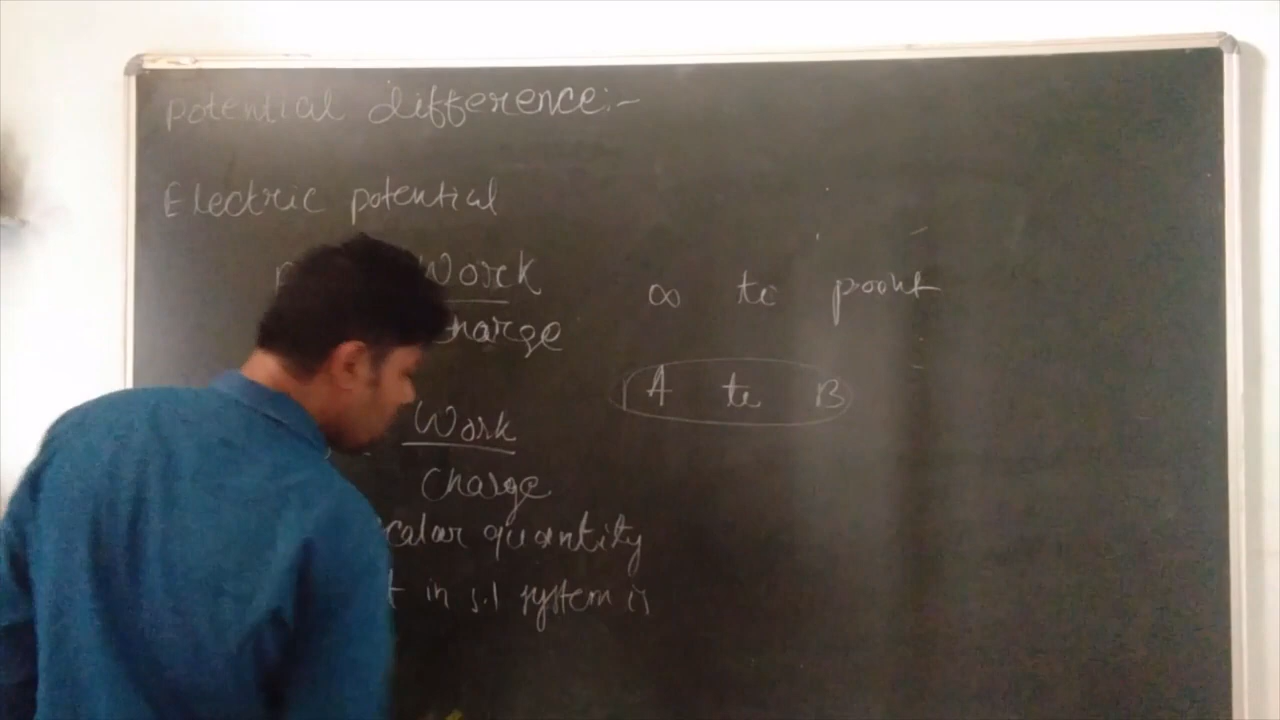 potential difference:-
Electric potential
Work
charge
∞ to point
A to B
Work
Charge
calar quantity
t in s.I system is